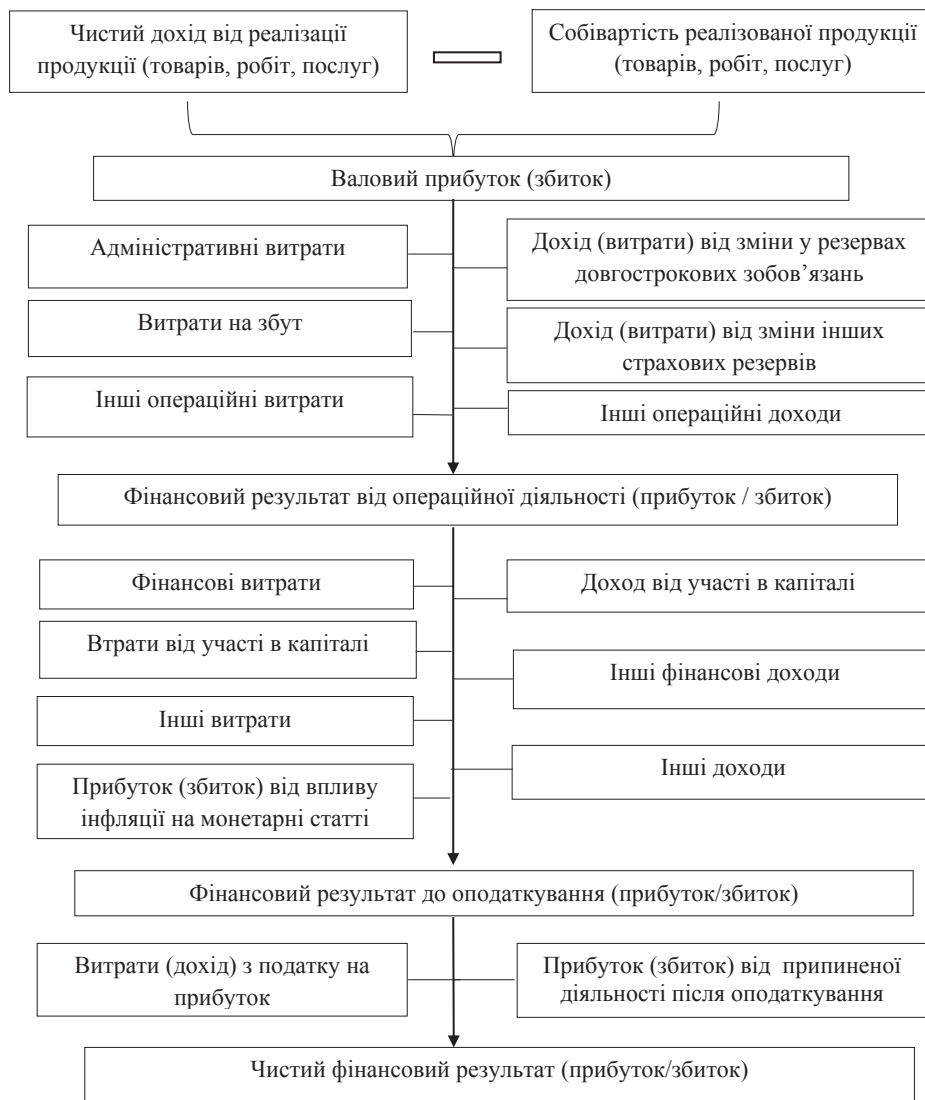 Чистий дохід від реалізації
продукції (товарів, робіт, послуг)
Собівартість реалізованої продукції
(товарів, робіт, послуг)
Валовий прибуток (збиток)
Адміністративні витрати
Дохід (витрати) від зміни у резервах
довгострокових зобов’язань
Витрати на збут
Дохід (витрати) від зміни інших
страхових резервів
Інші операційні витрати
Інші операційні доходи
Фінансовий результат від операційної діяльності (прибуток / збиток)
Фінансові витрати
Доход від участі в капіталі
Втрати від участі в капіталі
Інші фінансові доходи
Інші витрати
Інші доходи
Прибуток (збиток) від впливу
інфляції на монетарні статті
Фінансовий результат до оподаткування (прибуток/збиток)
Витрати (дохід) з податку на
прибуток
Прибуток (збиток) від припиненої
діяльності після оподаткування
Чистий фінансовий результат (прибуток/збиток)